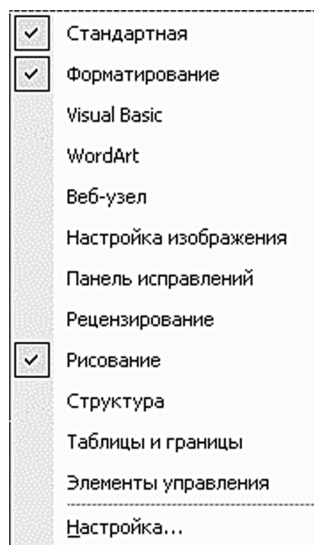 Стандартная
Форматирование
Visual Basic
WordArt
Веб-узел
Настройка изображения
Панель исправлений
Рецензирование
Рисование
Структура
Таблицы и границы
Элементы управления
Настройка...